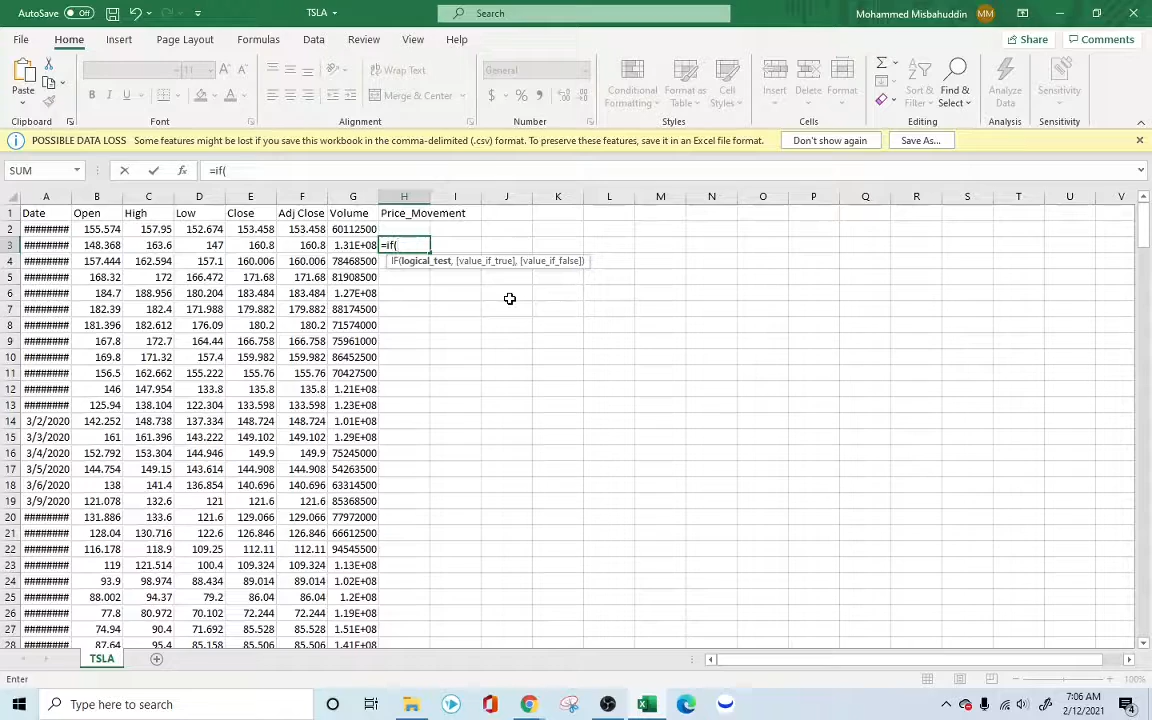 AutoSave Off TSLA Search Mohammed Misbahuddin MM
File Home Insert Page Layout Formulas Data Review View Help Share Comments
Paste 11 Wrap Text General Conditional Formatting Format as Table Cell Styles Insert Delete Format Sort & Filter Find & Select Analyze Data Sensitivity
B I U Merge & Center $ %
Clipboard Font Alignment Number Styles Cells Editing Analysis Sensitivity
POSSIBLE DATA LOSS Some features might be lost if you save this workbook in the comma-delimited (.csv) format. To preserve these features, save it in an Excel file format. Don't show again Save As...
SUM fx =if(
A B C D E F G H I J K L M N O P Q R S T U V
1 Date Open High Low Close Adj Close Volume Price_Movement
2 ######## 155.574 157.95 152.674 153.458 153.458 60112500
3 ######## 148.368 163.6 147 160.8 160.8 1.31E+08 =if(
4 ######## 157.444 162.594 157.1 160.006 160.006 78468500 IF(logical_test, [value_if_true], [value_if_false])
5 ######## 168.32 172 166.472 171.68 171.68 81908500
6 ######## 184.7 188.956 180.204 183.484 183.484 1.27E+08
7 ######## 182.39 182.4 171.988 179.882 179.882 88174500
8 ######## 181.396 182.612 176.09 180.2 180.2 71574000
9 ######## 167.8 172.7 164.44 166.758 166.758 75961000
10 ######## 169.8 171.32 157.4 159.982 159.982 86452500
11 ######## 156.5 162.662 155.222 155.76 155.76 70427500
12 ######## 146 147.954 133.8 135.8 135.8 1.21E+08
13 ######## 125.94 138.104 122.304 133.598 133.598 1.23E+08
14 3/2/2020 142.252 148.738 137.334 148.724 148.724 1.01E+08
15 3/3/2020 161 161.396 143.222 149.102 149.102 1.29E+08
16 3/4/2020 152.792 153.304 144.946 149.9 149.9 75245000
17 3/5/2020 144.754 149.15 143.614 144.908 144.908 54263500
18 3/6/2020 138 141.4 136.854 140.696 140.696 63314500
19 3/9/2020 121.078 132.6 121 121.6 121.6 85368500
20 ######## 131.886 133.6 121.6 129.066 129.066 77972000
21 ######## 128.04 130.716 122.6 126.846 126.846 66612500
22 ######## 116.178 118.9 109.25 112.11 112.11 94545500
23 ######## 119 121.514 100.4 109.324 109.324 1.13E+08
24 ######## 93.9 98.974 88.434 89.014 89.014 1.02E+08
25 ######## 88.002 94.37 79.2 86.04 86.04 1.2E+08
26 ######## 77.8 80.972 70.102 72.244 72.244 1.19E+08
27 ######## 74.94 90.4 71.692 85.528 85.528 1.51E+08
28 ######## 87.64 95.4 85.158 85.506 85.506 1.41E+08
TSLA
Enter 100%
Type here to search 7:06 AM
2/12/2021 4